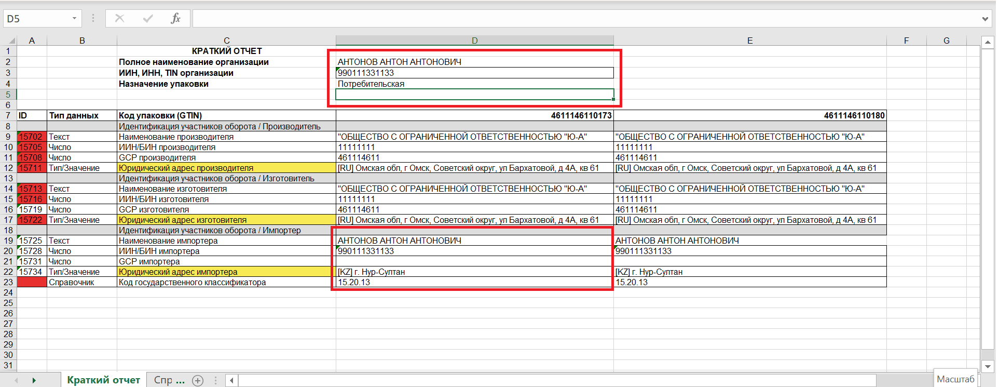 D5 fx
A B C D E F G
1 КРАТКИЙ ОТЧЕТ
2 Полное наименование организации АНТОНОВ АНТОН АНТОНОВИЧ
3 ИИН, ИНН, TIN организации 990111331133
4 Назначение упаковки Потребительская
5
6
7 ID Тип данных Код упаковки (GTIN) 4611146110173 4611146110180
8 Идентификация участников оборота / Производитель
9 15702 Текст Наименование производителя "ОБЩЕСТВО С ОГРАНИЧЕННОЙ ОТВЕТСТВЕННОСТЬЮ "Ю-А" "ОБЩЕСТВО С ОГРАНИЧЕННОЙ ОТВЕТСТВЕННОСТЬЮ "Ю-А"
10 15705 Число ИИН/БИН производителя 11111111 11111111
11 15708 Число GCP производителя 461114611 461114611
12 15711 Тип/Значение Юридический адрес производителя [RU] Омская обл, г Омск, Советский округ, ул Бархатовой, д 4А, кв 61 [RU] Омская обл, г Омск, Советский округ, ул Бархатовой, д 4А, кв 61
13 Идентификация участников оборота / Изготовитель
14 15713 Текст Наименование изготовителя "ОБЩЕСТВО С ОГРАНИЧЕННОЙ ОТВЕТСТВЕННОСТЬЮ "Ю-А" "ОБЩЕСТВО С ОГРАНИЧЕННОЙ ОТВЕТСТВЕННОСТЬЮ "Ю-А"
15 15716 Число ИИН/БИН изготовителя 11111111 11111111
16 15719 Число GCP изготовителя 461114611 461114611
17 15722 Тип/Значение Юридический адрес изготовителя [RU] Омская обл, г Омск, Советский округ, ул Бархатовой, д 4А, кв 61 [RU] Омская обл, г Омск, Советский округ, ул Бархатовой, д 4А, кв 61
18 Идентификация участников оборота / Импортер
19 15725 Текст Наименование импортера АНТОНОВ АНТОН АНТОНОВИЧ АНТОНОВ АНТОН АНТОНОВИЧ
20 15728 Число ИИН/БИН импортера 990111331133 990111331133
21 15731 Число GCP импортера
22 15734 Тип/Значение Юридический адрес импортера [KZ] г. Нур-Султан [KZ] г. Нур-Султан
23 Справочник Код государственного классификатора 15.20.13 15.20.13
24
25
26
27
28
29
30
31
Краткий отчет Спр ... Масштаб